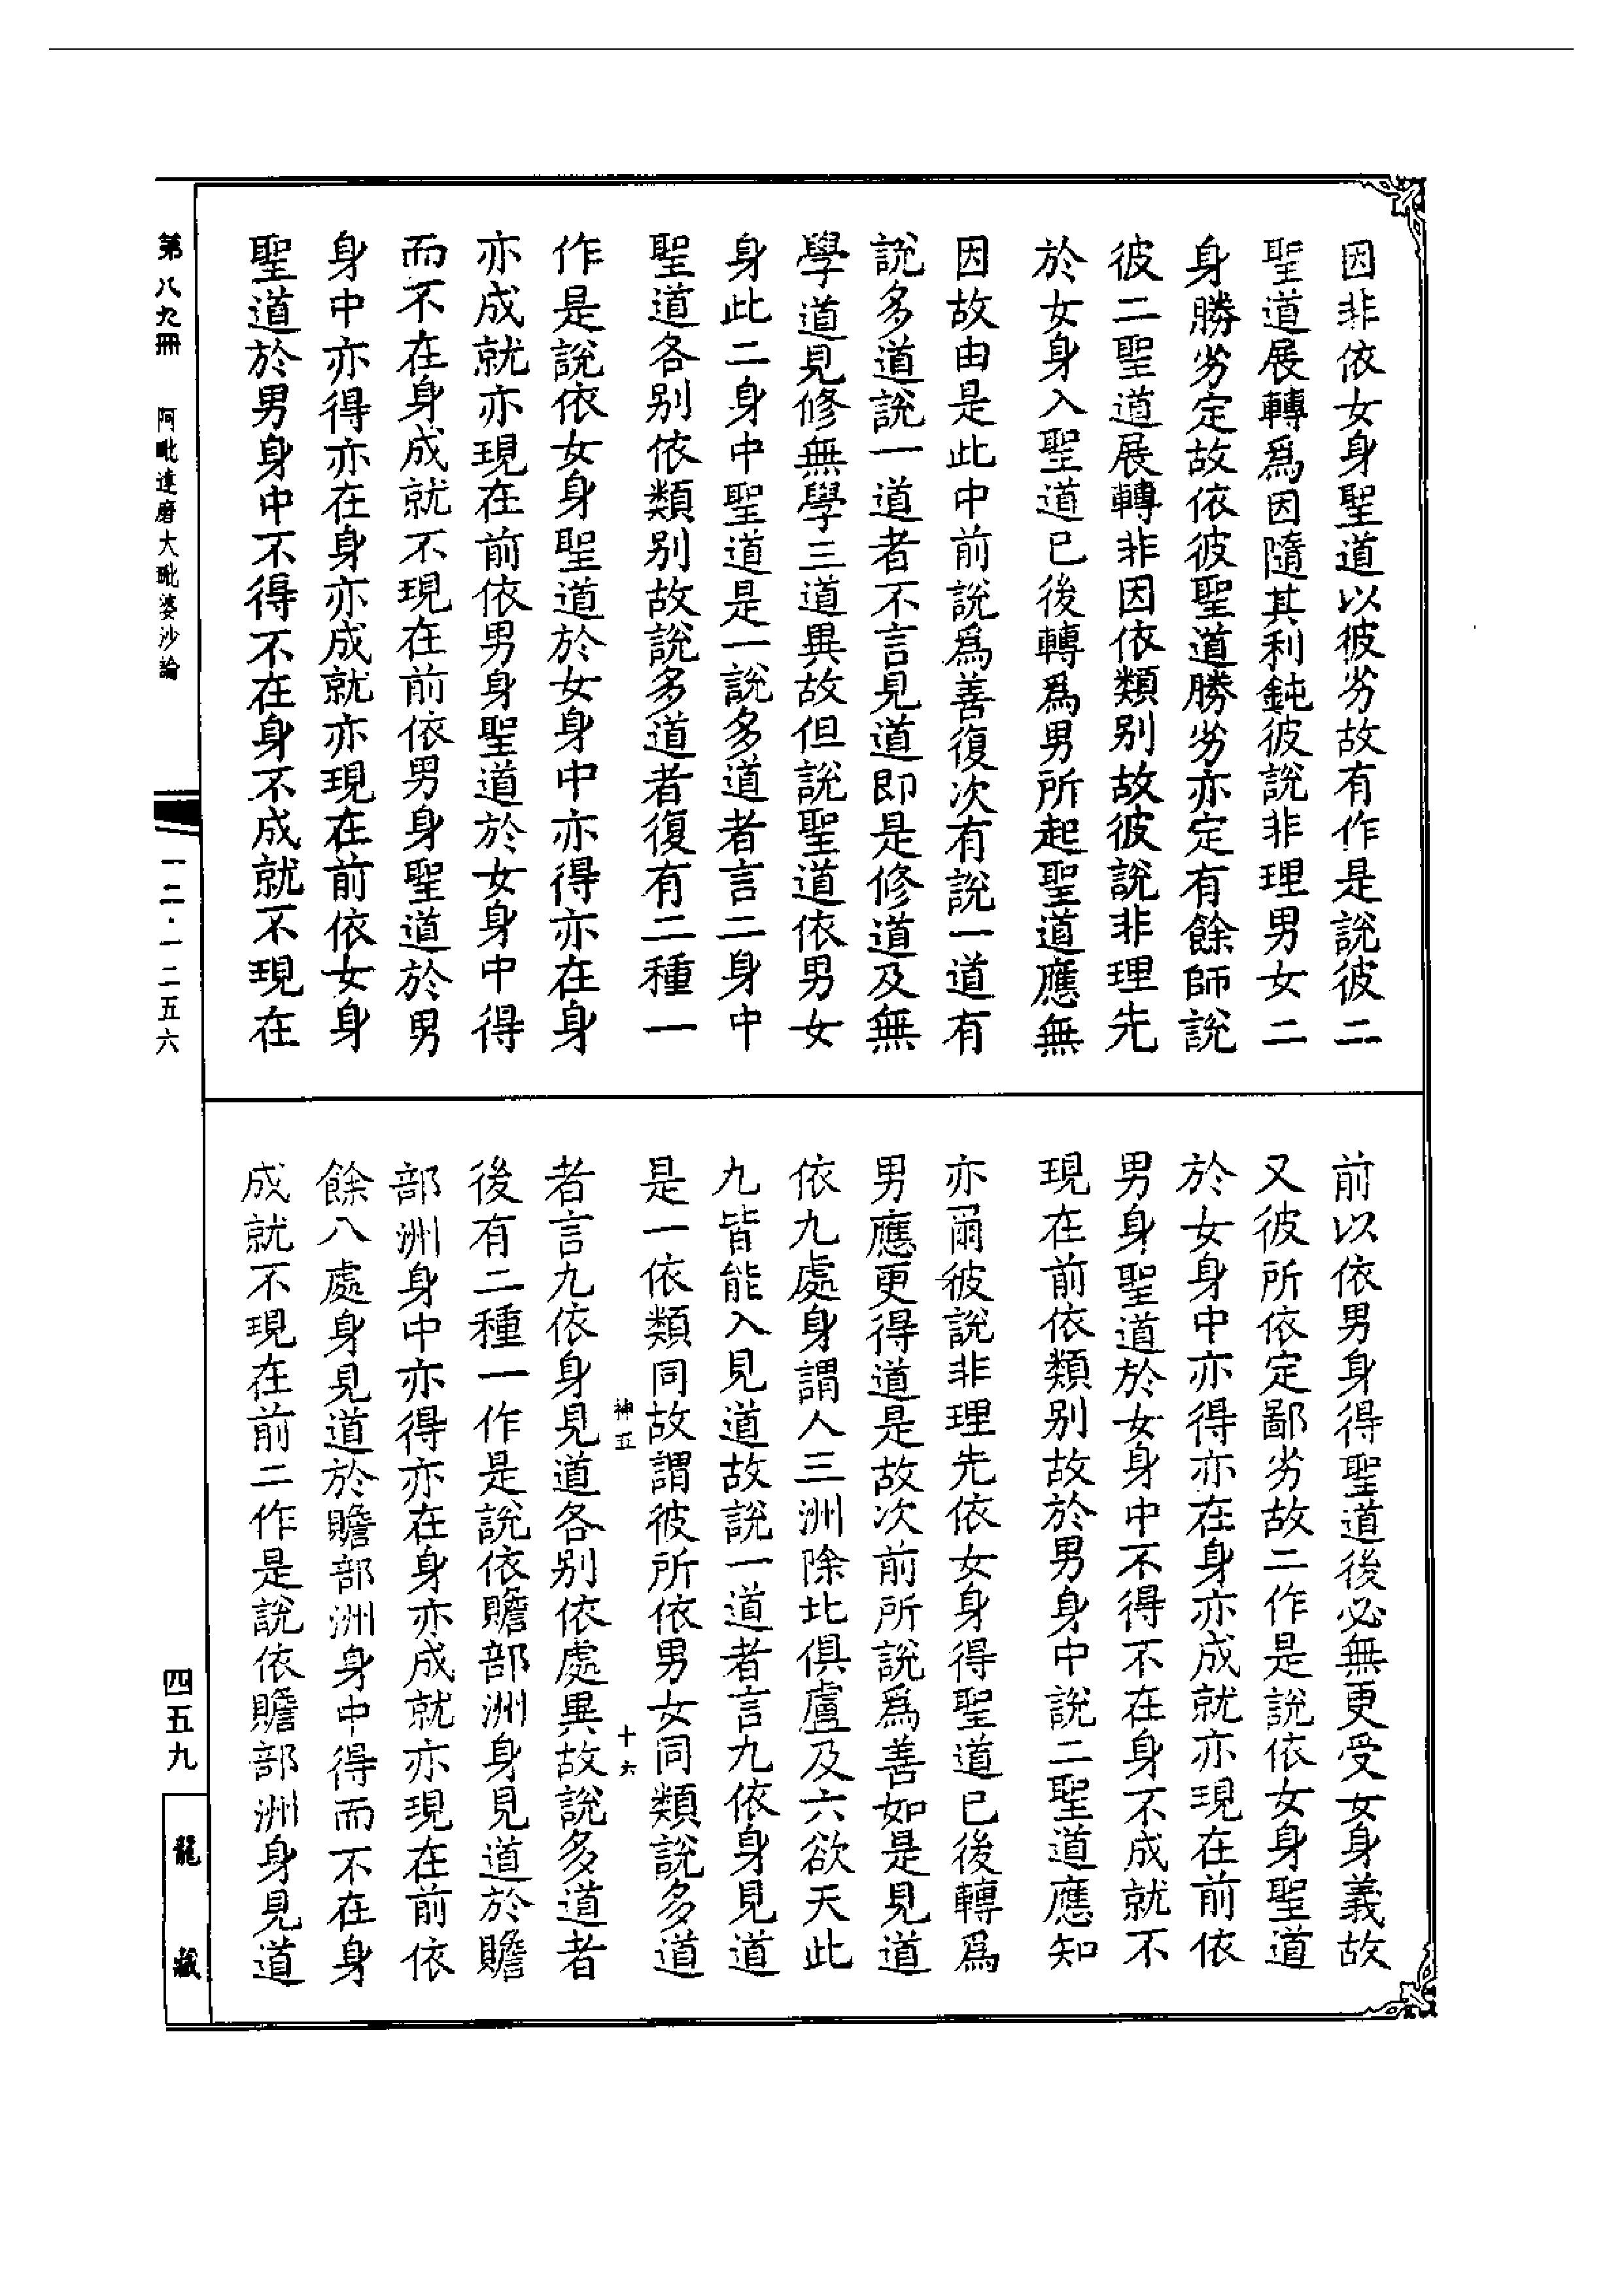 因非依女身聖道以彼劣故有作是說彼二
聖道展轉爲因隨其利鈍彼說非理男女二
身勝劣定故依彼聖道勝劣亦定有餘師說
彼二聖道展轉非因依類別故彼說非理先
於女身入聖道已後轉爲男所起聖道應無
因故由是此中前說爲善復次有說一道有
說多道說一道者不言見道即是修道及無
學道見修無學三道異故但說聖道依男女
身此二身中聖道是一說多道者言二身中
聖道各別依類別故說多道者復有二種一
作是說依女身聖道於女身中亦得亦在身
亦成就亦現在前依男身聖道於女身中得
而不在身成就不現在前依男身聖道於男
身中亦得亦在身亦成就亦現在前依女身
聖道於男身中不得不在身不成就不現在
前以依男身得聖道後必無更受女身義故
又彼所依定鄙劣故二作是說依女身聖道
於女身中亦得亦在身亦成就亦現在前依
男身聖道於女身中不得不在身不成就不
現在前依類別故於男身中說二聖道應知
亦爾彼說非理先依女身得聖道已後轉爲
男應更得道是故次前所說爲善如是見道
依九處身謂人三洲除北俱盧及六欲天此
九皆能入見道故說一道者言九依身見道
是一依類同故謂彼所依男女同類說多道
神五 十六
者言九依身見道各別依處異故說多道者
後有二種一作是說依贍部洲身見道於贍
部洲身中亦得亦在身亦成就亦現在前依
餘八處身見道於贍部洲身中得而不在身
成就不現在前二作是說依贍部洲身見道
第八九冊 阿毗達磨大毗婆沙論 一二·一二五六 四五九 龍藏